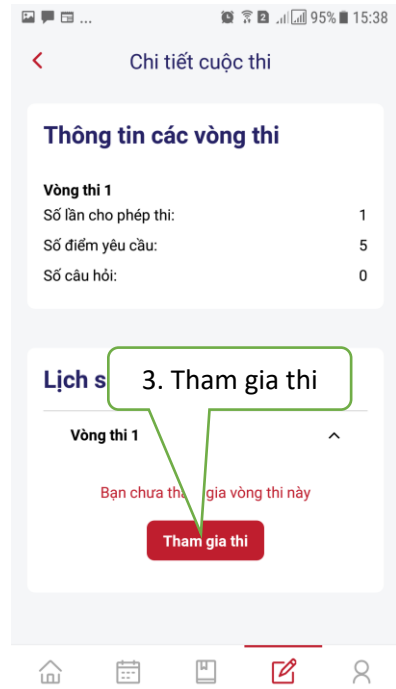 ... 2 95% 15:38
Chi tiết cuộc thi
Thông tin các vòng thi
Vòng thi 1
Số lần cho phép thi: 1
Số điểm yêu cầu: 5
Số câu hỏi: 0
Lịch s
3. Tham gia thi
Vòng thi 1
Bạn chưa tham gia vòng thi này
Tham gia thi